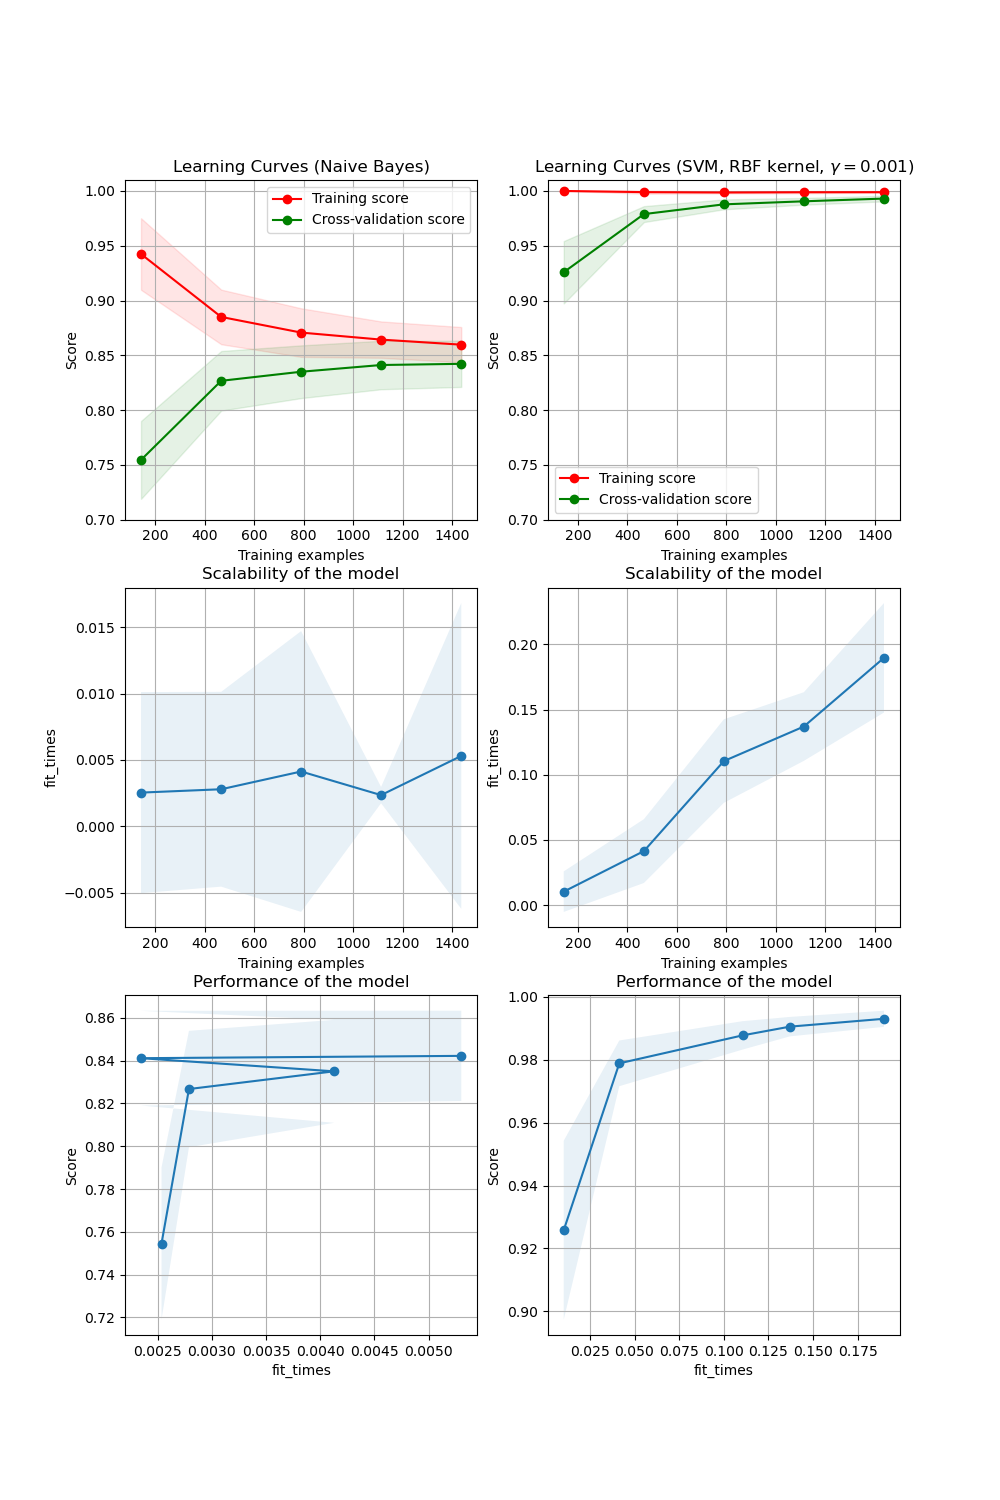 Learning Curves (Naive Bayes)
1.00
0.95
0.90
0.85
0.80
0.75
0.70
Score
Training score
Cross-validation score
200 400 600 800 1000 1200 1400
Training examples
Learning Curves (SVM, RBF kernel, γ = 0.001)
1.00
0.95
0.90
0.85
0.80
0.75
0.70
Score
Training score
Cross-validation score
200 400 600 800 1000 1200 1400
Training examples
Scalability of the model
0.015
0.010
0.005
0.000
−0.005
fit_times
200 400 600 800 1000 1200 1400
Training examples
Scalability of the model
0.20
0.15
0.10
0.05
0.00
fit_times
200 400 600 800 1000 1200 1400
Training examples
Performance of the model
0.86
0.84
0.82
0.80
0.78
0.76
0.74
0.72
Score
0.0025 0.0030 0.0035 0.0040 0.0045 0.0050
fit_times
Performance of the model
1.00
0.98
0.96
0.94
0.92
0.90
Score
0.025 0.050 0.075 0.100 0.125 0.150 0.175
fit_times